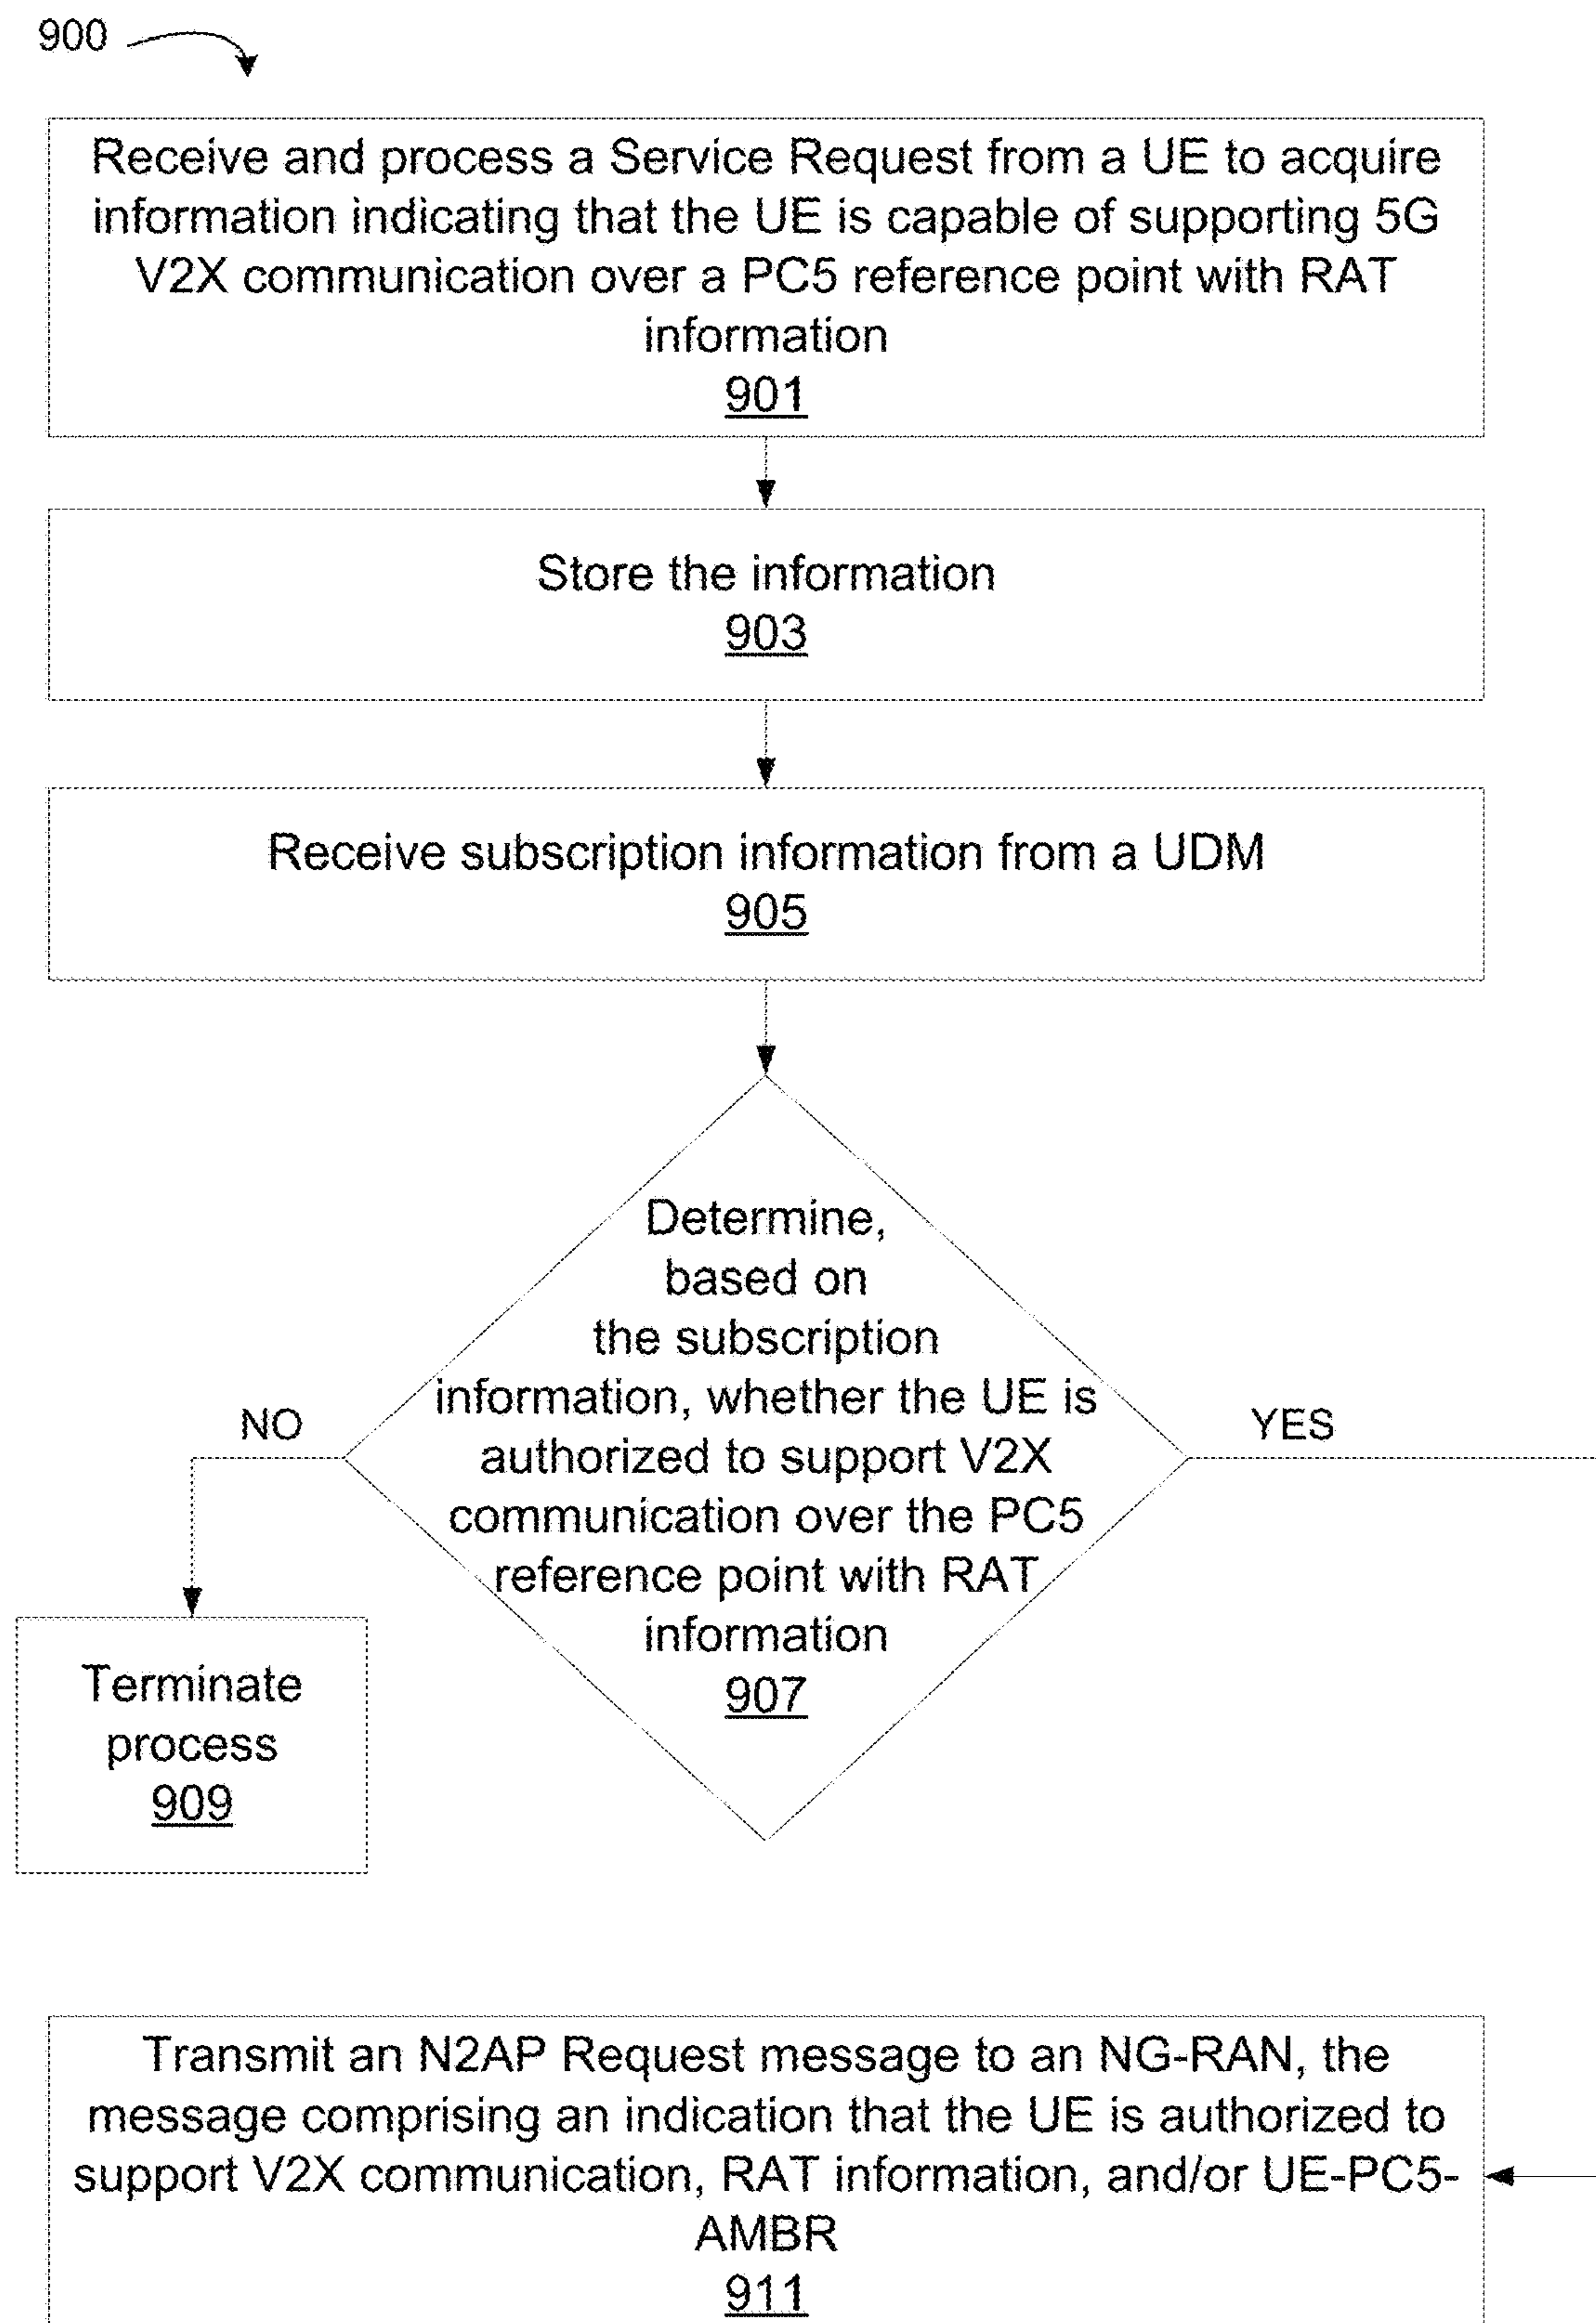 900
Receive and process a Service Request from a UE to acquire
information indicating that the UE is capable of supporting 5G
V2X communication over a PC5 reference point with RAT
information
901
Store the information
903
Receive subscription information from a UDM
905
Determine,
based on
the subscription
information, whether the UE is
authorized to support V2X
communication over the PC5
reference point with RAT
information
907
NO
YES
Terminate
process
909
Transmit an N2AP Request message to an NG-RAN, the
message comprising an indication that the UE is authorized to
support V2X communication, RAT information, and/or UE-PC5-
AMBR
911